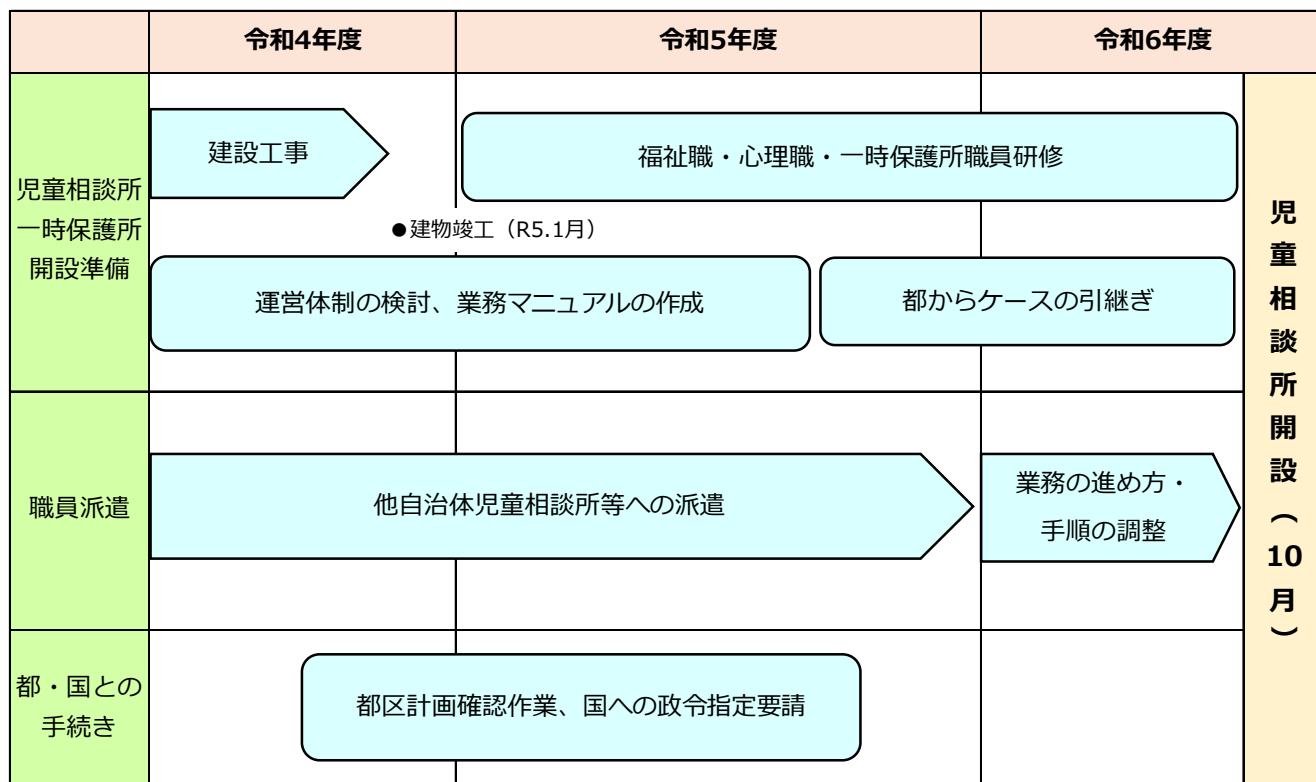 令和4年度
令和5年度
令和6年度
児童相談所
一時保護所
開設準備
建設工事
福祉職・心理職・一時保護所職員研修
●建物竣工（R5.1月）
運営体制の検討、業務マニュアルの作成
都からケースの引継ぎ
職員派遣
他自治体児童相談所等への派遣
業務の進め方・
手順の調整
都・国との
手続き
都区計画確認作業、国への政令指定要請
児童相談所開設（10月）